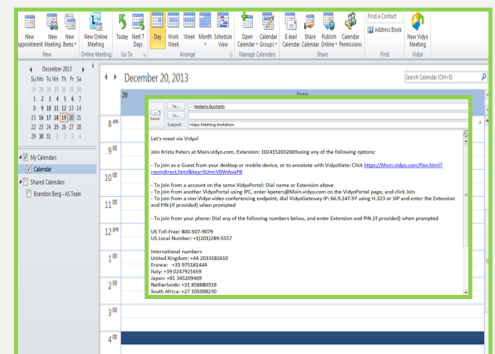 New Appointment
New Meeting
New Items
New Online Meeting
Today
Next 7 Days
Day
Work Week
Week
Month
Schedule View
Open Calendar
Calendar Groups
E-mail Calendar
Share Calendar
Publish Online
Calendar Permissions
Find a Contact
Address Book
New Vidyo Meeting
New
Online Meeting
Go To
Arrange
Manage Calendars
Share
Find
Vidyo
December 2013
Su Mo Tu We Th Fr Sa
24 25 26 27 28 29 30
1 2 3 4 5 6 7
8 9 10 11 12 13 14
15 16 17 18 19 20 21
22 23 24 25 26 27 28
29 30 31 1 2 3 4
My Calendars
Calendar
Shared Calendars
Brandon Berg - AS Team
December 20, 2013
Search Calendar (Ctrl+E)
20
Friday
8 am
9 00
10 00
11 00
12 pm
1 00
2 00
3 00
4 00
Send
To...
Cc...
Subject:
Vidyo Meeting Invitation
Let's meet via Vidyo!
Join Krista Peters at Main.vidyo.com, Extension: 1024152032669using any of the following options:
- To join as a Guest from your desktop or mobile device, or to annotate with VidyoSlate: Click https://Main.vidyo.com/flex.html?
- To join from a account on the same VidyoPortal: Dial name or Extension above
- To join from another VidyoPortal using IPC, enter kpeters@Main.vidyo.com on the VidyoPortal page, and click Join
- To join from a non-Vidyo video conferencing endpoint, dial VidyoGateway IP: 66.9.247.97 using H.323 or SIP and enter the Extension
and PIN (if provided) when prompted
- To join from your phone: Dial any of the following numbers below, and enter Extension and PIN (if provided) when prompted
US Toll-Free: 800-507-9079
US Local Number: +1(201)289-5557
International numbers
United Kingdom: +44 2033182610
France: +33 975181444
Italy: +39 0247921659
Japan: +81 345209469
Netherlands: +31 858880319
South Africa: +27 105008230